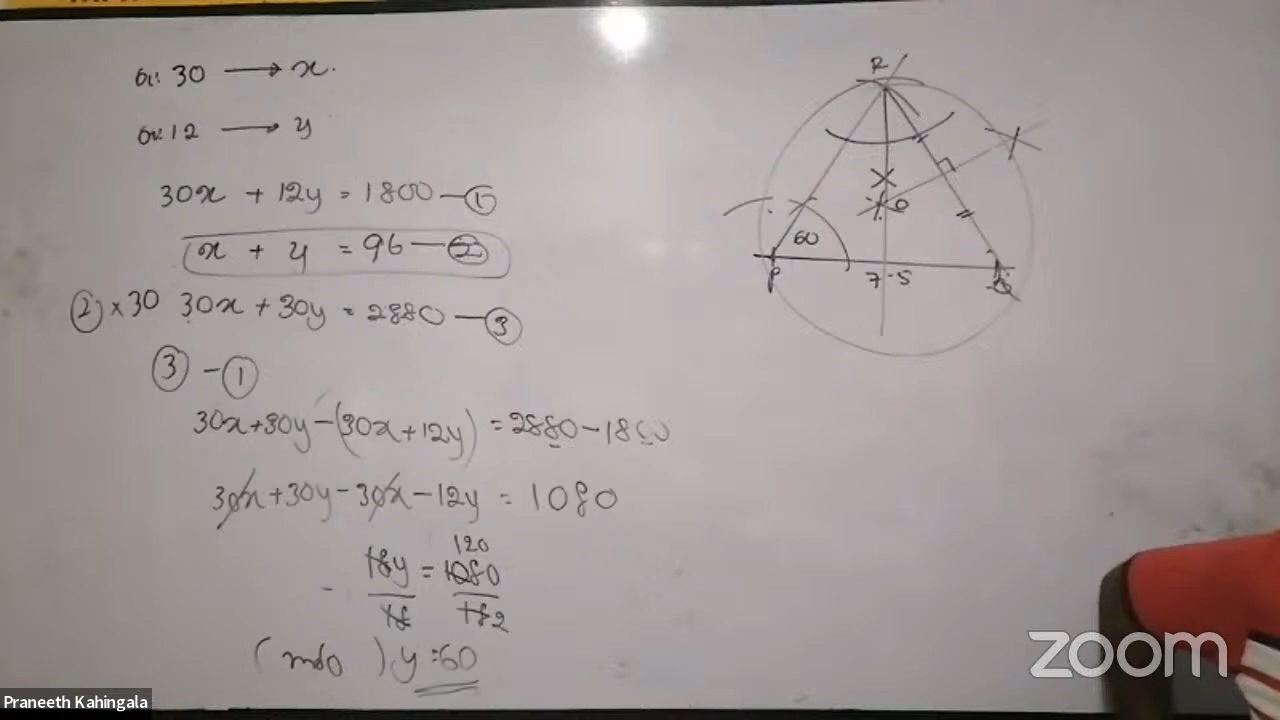 රු: 30 → x.
රු: 12 → y
30x + 12y = 1800 — ①
x + y = 96 — ②
② × 30 30x + 30y = 2880 — ③
③ - ①
30x + 30y - (30x + 12y) = 2880 - 1800
30x + 30y - 30x - 12y = 1080
120
18y = 1080
18 18 2
y = 60
R
O
60
P
7.5
Q
zoom
Praneeth Kahingala